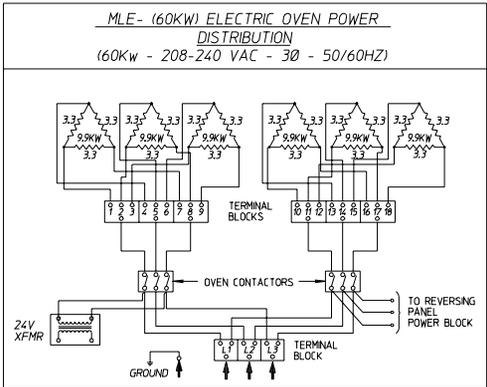 MLE- (60KW) ELECTRIC OVEN POWER
DISTRIBUTION
(60Kw - 208-240 VAC - 3Ø - 50/60HZ)
3.3 3.3 3.3 3.3 3.3 3.3 3.3 3.3 3.3 3.3 3.3 3.3
9.9KW 9.9KW 9.9KW 9.9KW 9.9KW 9.9KW
3.3 3.3 3.3 3.3 3.3 3.3
1 2 3 4 5 6 7 8 9
TERMINAL
BLOCKS
10 11 12 13 14 15 16 17 18
OVEN CONTACTORS
24V
XFMR
TO REVERSING
PANEL
POWER BLOCK
L1 L2 L3
TERMINAL
BLOCK
GROUND